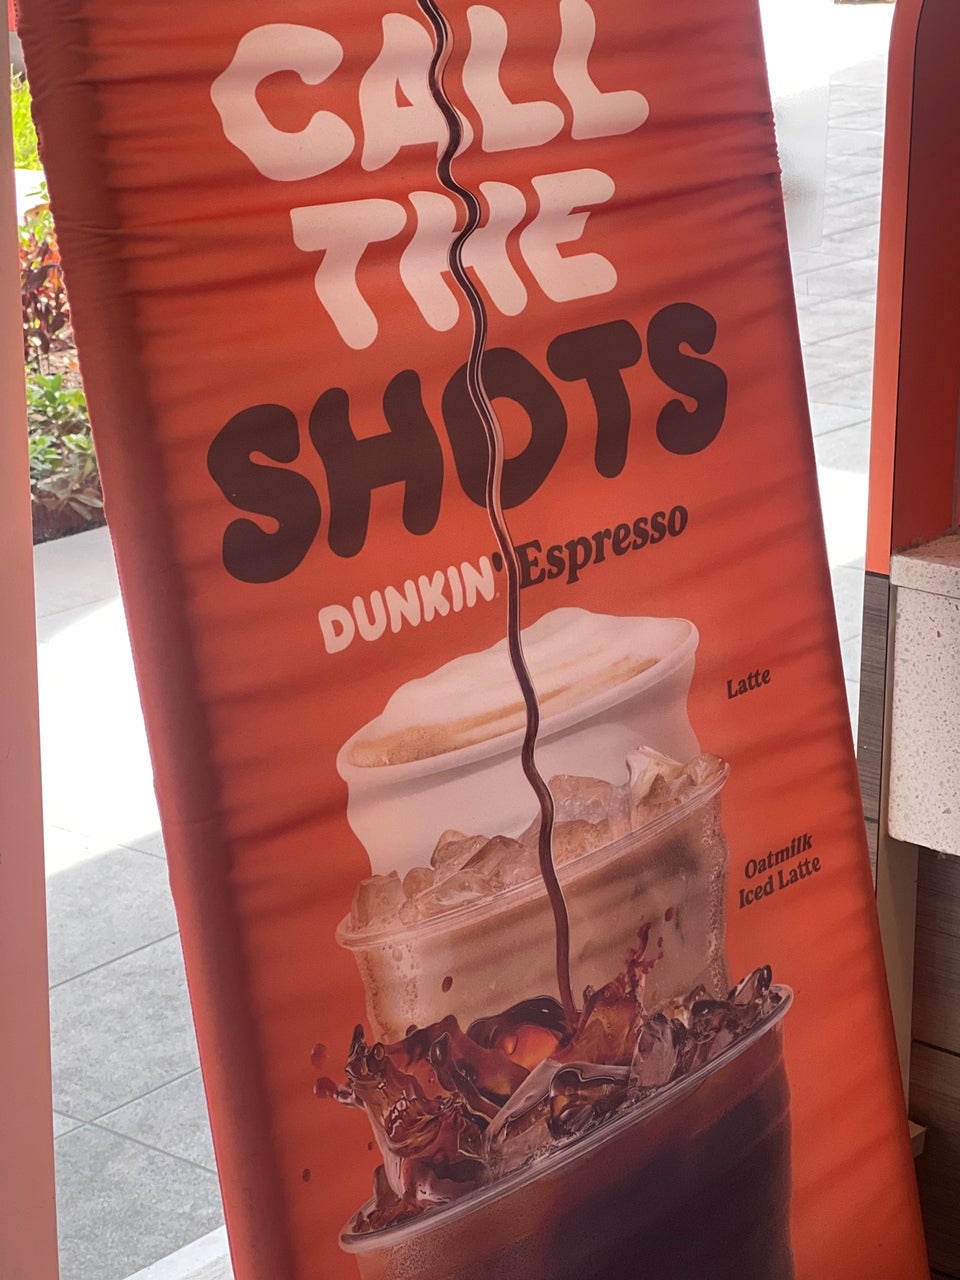 CALL
THE
SHOTS
DUNKIN' Espresso
Latte
Oatmilk
Iced Latte